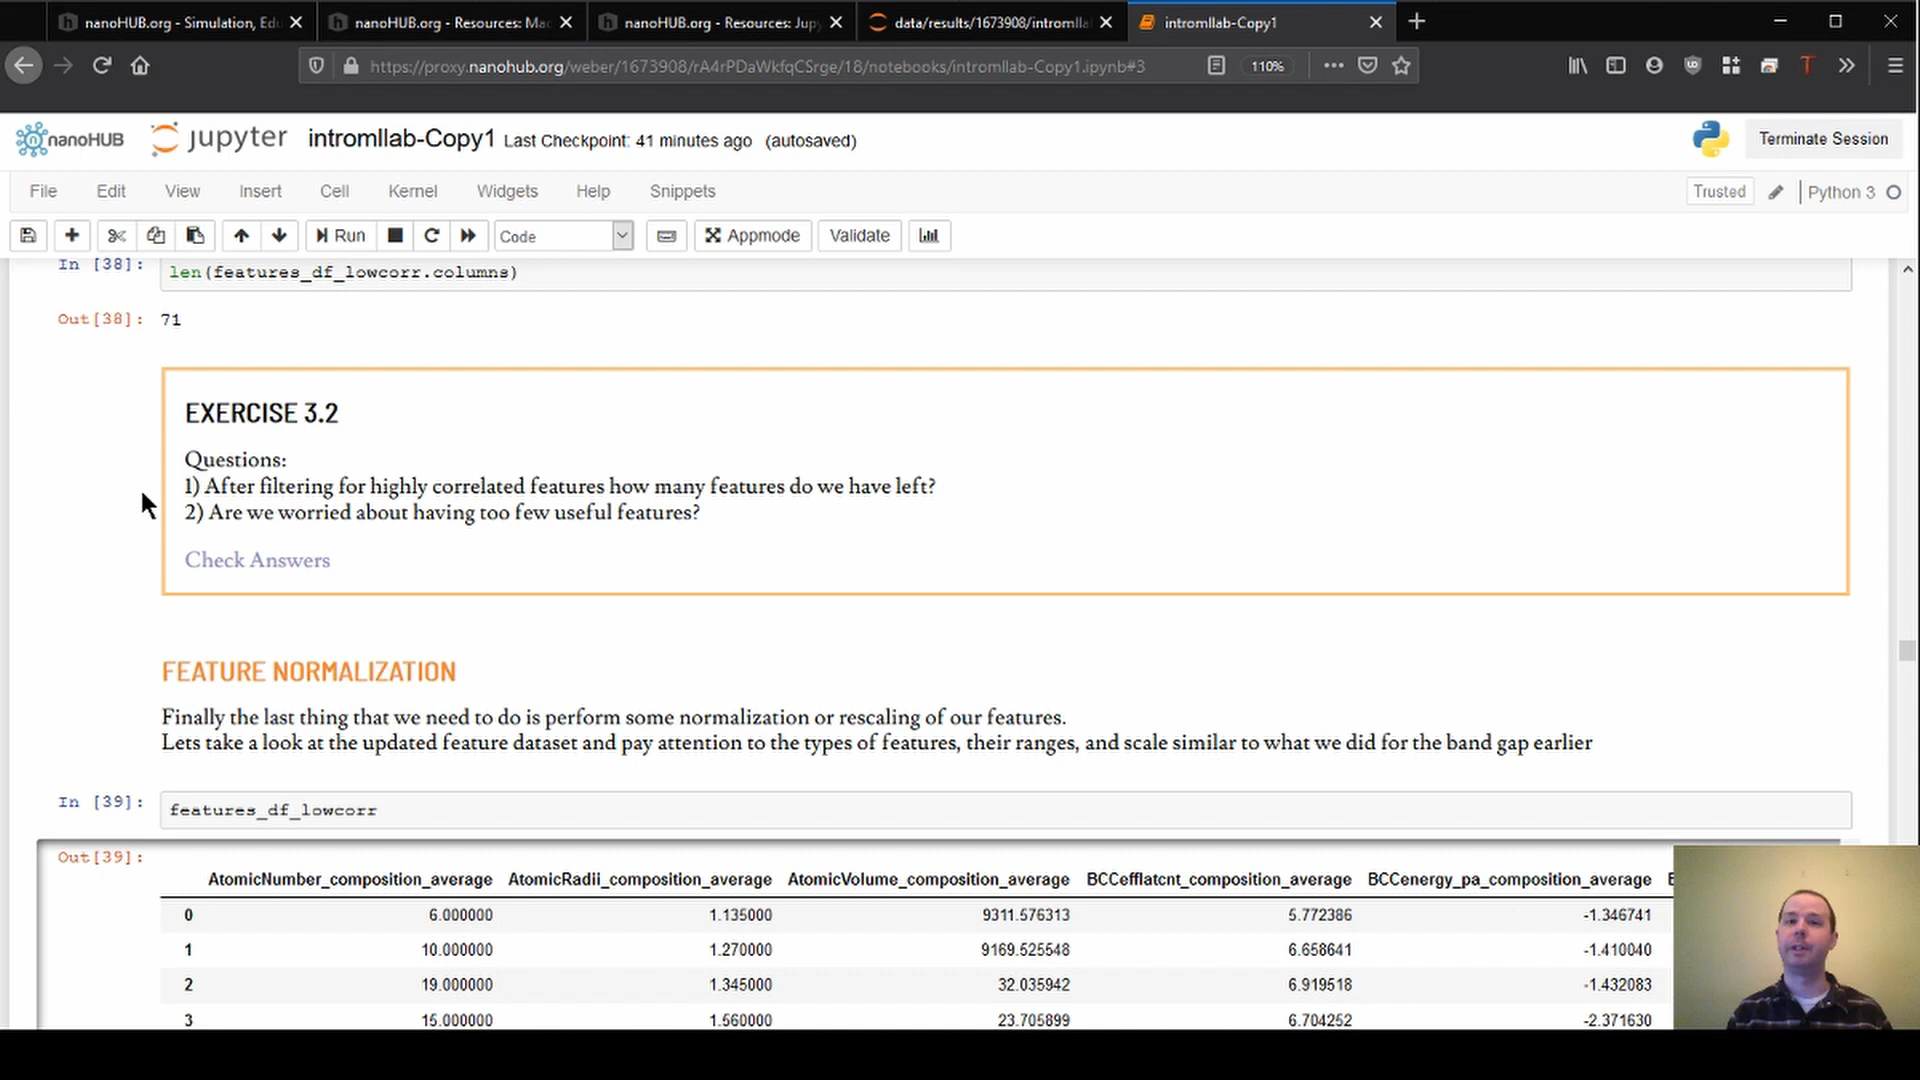 nanoHUB.org - Simulation, Ed
nanoHUB.org - Resources: Ma
nanoHUB.org - Resources: Jup
data/results/1673908/intromlla
intromllab-Copy1
https://proxy.nanohub.org/weber/1673908/rA4rPDaWkfqCSrge/18/notebooks/intromllab-Copy1.ipynb#3
110%
nanoHUB
jupyter
intromllab-Copy1 Last Checkpoint: 41 minutes ago (autosaved)
Terminate Session
File Edit View Insert Cell Kernel Widgets Help Snippets
Trusted
Python 3
Run
Code
Appmode
Validate
In [38]: len(features_df_lowcorr.columns)
Out[38]: 71
EXERCISE 3.2
Questions:
1) After filtering for highly correlated features how many features do we have left?
2) Are we worried about having too few useful features?
Check Answers
FEATURE NORMALIZATION
Finally the last thing that we need to do is perform some normalization or rescaling of our features.
Lets take a look at the updated feature dataset and pay attention to the types of features, their ranges, and scale similar to what we did for the band gap earlier
In [39]: features_df_lowcorr
Out[39]:
AtomicNumber_composition_average AtomicRadii_composition_average AtomicVolume_composition_average BCCefflatcnt_composition_average BCCenergy_pa_composition_average
0 6.000000 1.135000 9311.576313 5.772386 -1.346741
1 10.000000 1.270000 9169.525548 6.658641 -1.410040
2 19.000000 1.345000 32.035942 6.919518 -1.432083
3 15.000000 1.560000 23.705899 6.704252 -2.371630